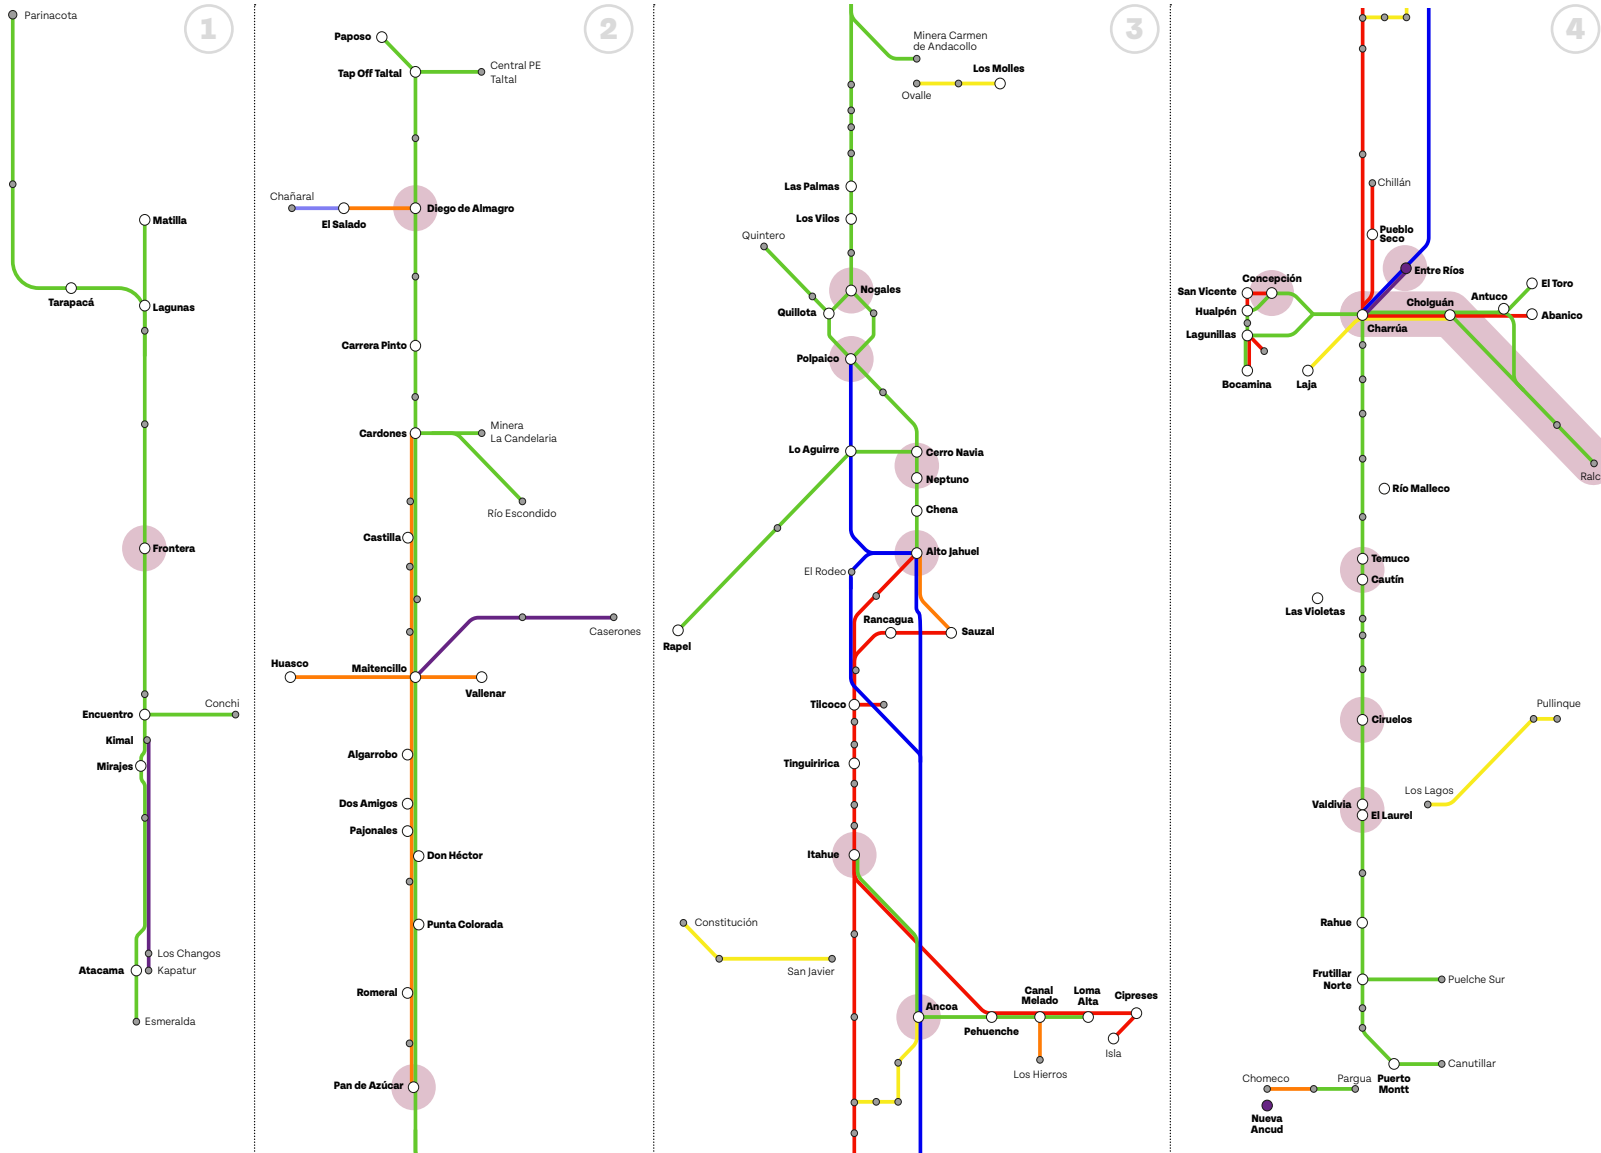 1
Parinacota
Matilla
Tarapacá
Lagunas
Frontera
Conchi
Encuentro
Kimal
Mirajes
Los Changos
Atacama
Kapatur
Esmeralda
2
Paposo
Tap Off Taltal
Central PE
Taltal
Chañaral
El Salado
Diego de Almagro
Carrera Pinto
Cardones
Minera
La Candelaria
Río Escondido
Castilla
Caserones
Huasco
Maitencillo
Vallenar
Algarrobo
Dos Amigos
Pajonales
Don Héctor
Punta Colorada
Romeral
Pan de Azúcar
3
Minera Carmen
de Andacollo
Los Molles
Ovalle
Las Palmas
Los Vilos
Quintero
Nogales
Quillota
Polpaico
Lo Aguirre
Cerro Navia
Neptuno
Chena
Alto Jahuel
El Rodeo
Rancagua
Sauzal
Rapel
Tilcoco
Tinguiririca
Itahue
Constitución
San Javier
Ancoa
Canal
Melado
Loma
Alta
Cipreses
Pehuenche
Isla
Los Hierros
4
Chillán
Pueblo
Seco
Entre Ríos
Concepción
San Vicente
Hualpén
Lagunillas
Bocamina
Laja
Charrúa
Cholguán
Antuco
El Toro
Abanico
Ralc
Río Malleco
Temuco
Cautín
Las Violetas
Ciruelos
Pullinque
Los Lagos
Valdivia
El Laurel
Rahue
Frutillar
Norte
Puelche Sur
Canutillar
Puerto
Montt
Chomeco
Pargua
Nueva
Ancud